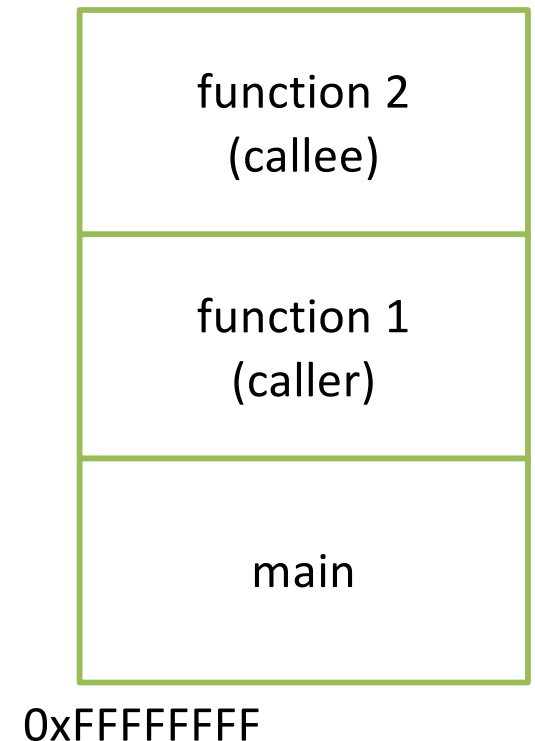 function 2
(callee)
function 1
(caller)
main
0xFFFFFFFF